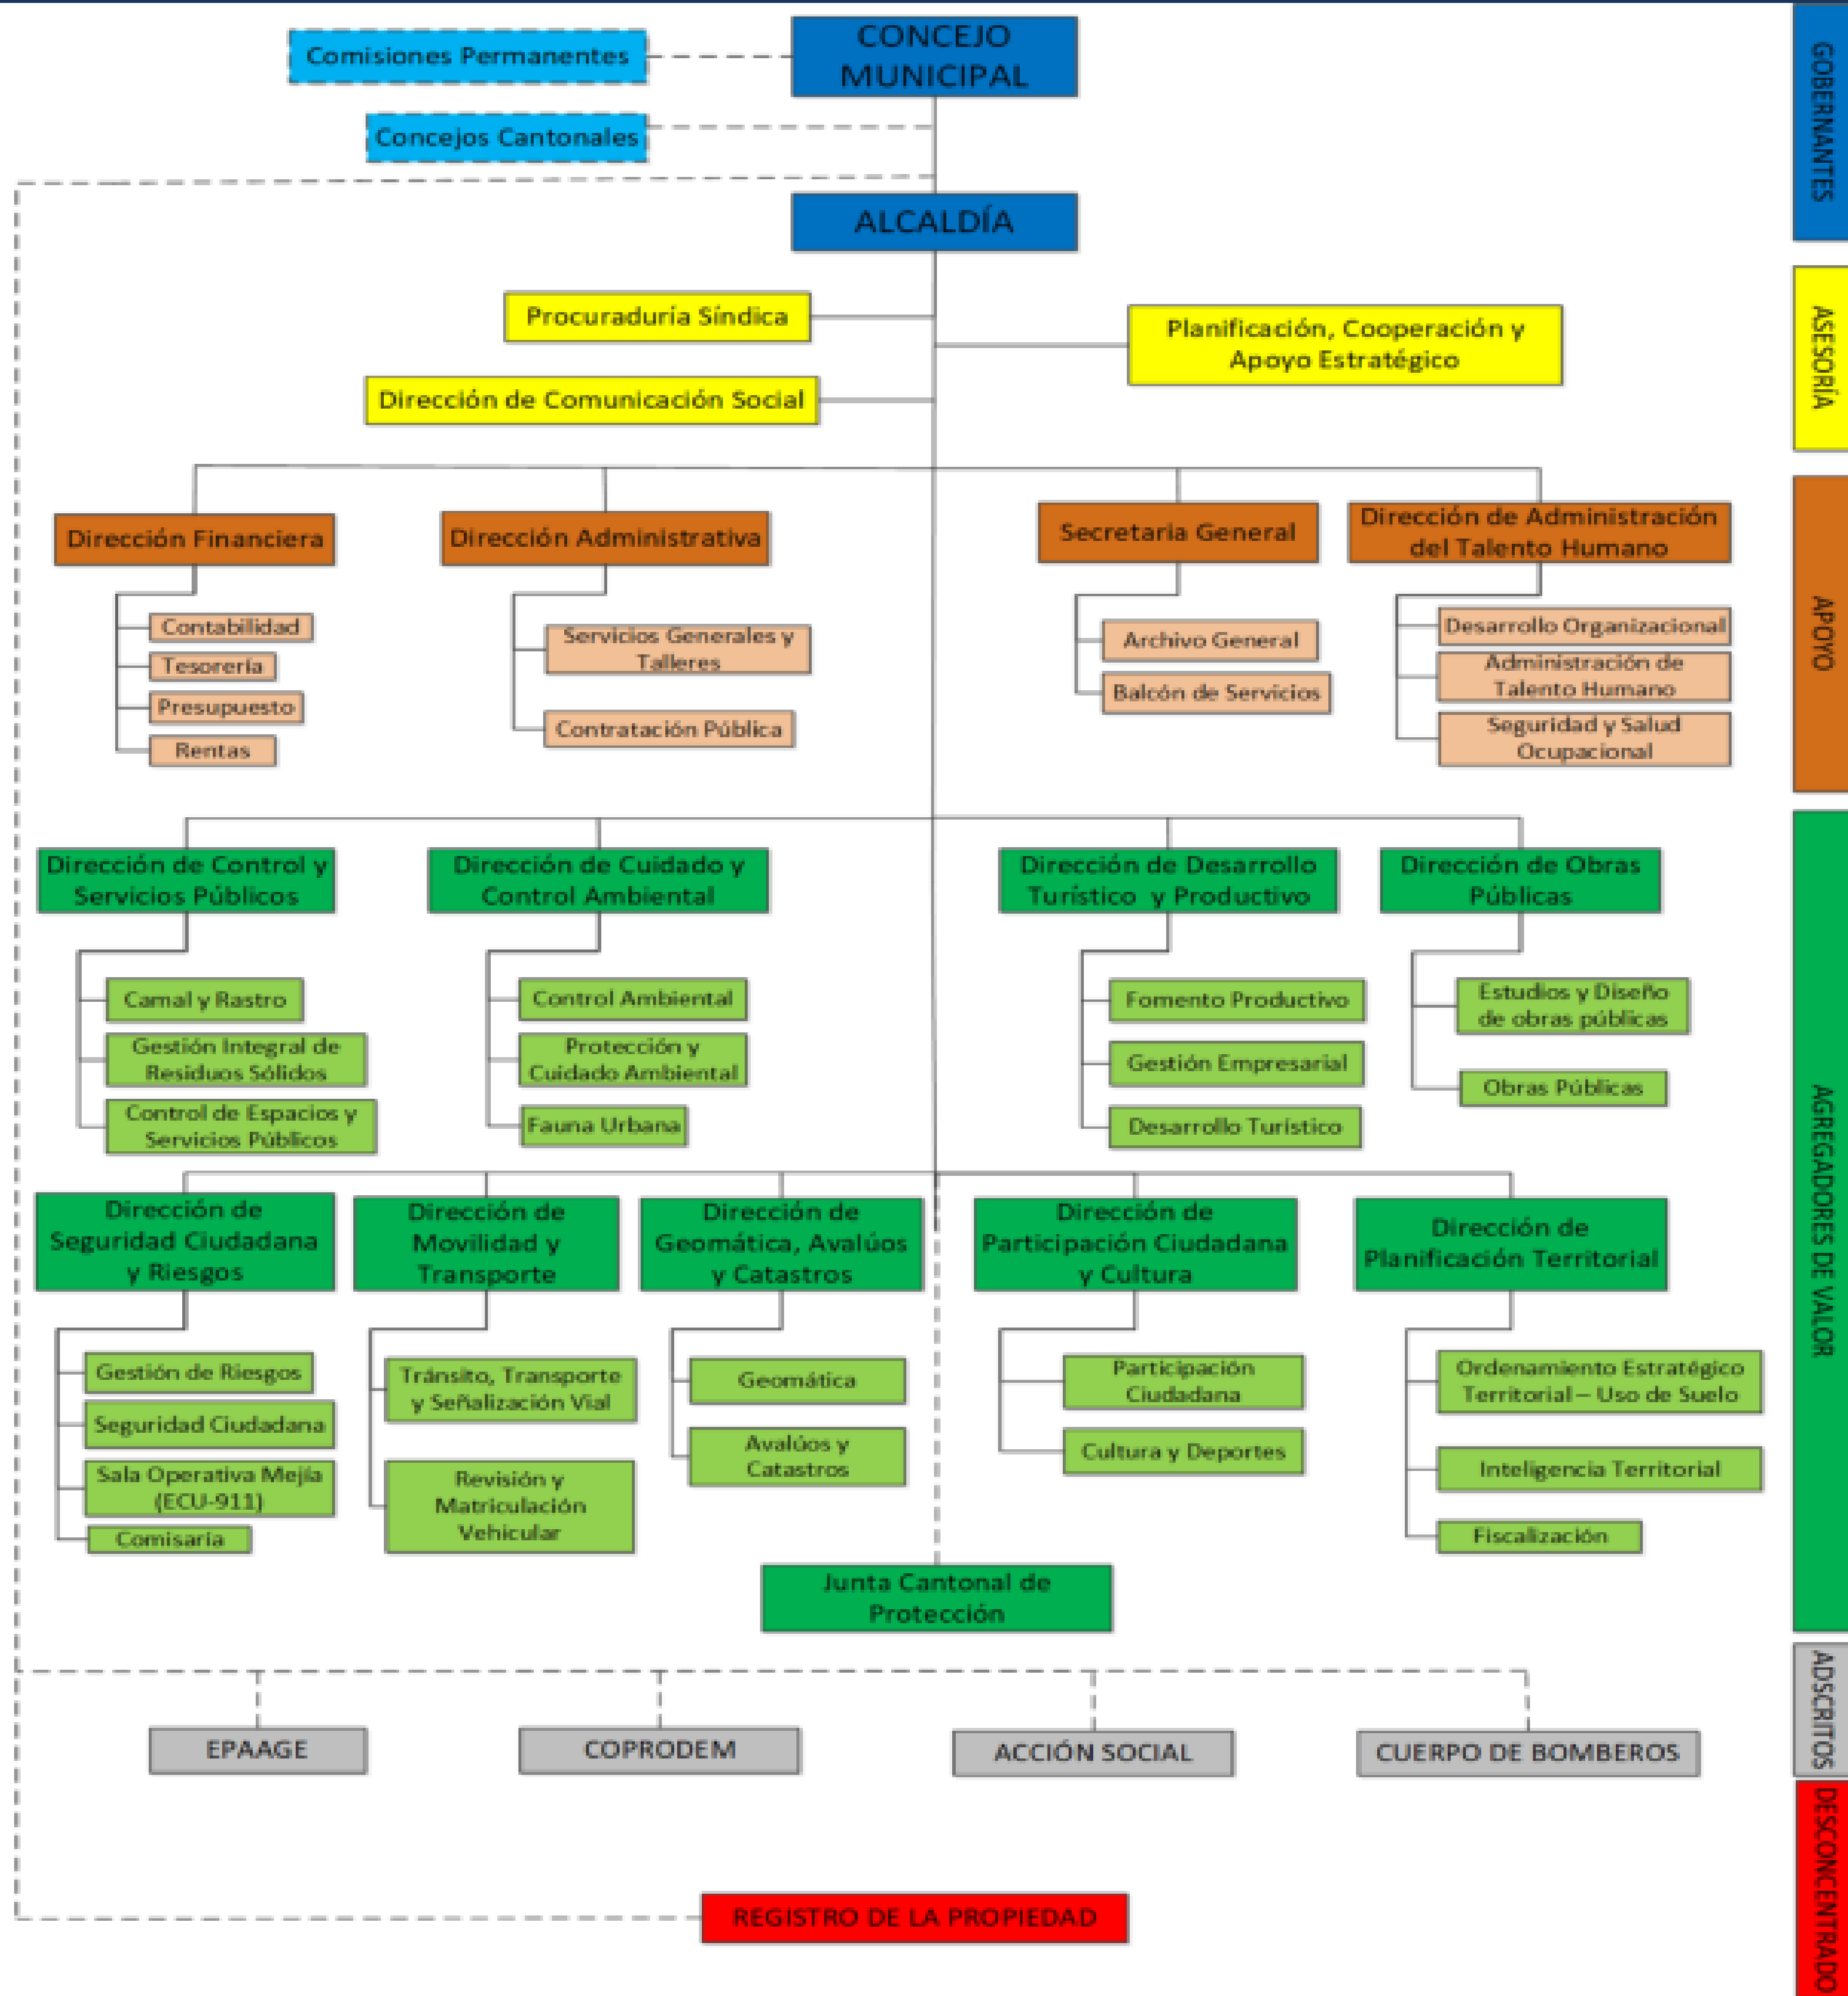 CONCEJO
MUNICIPAL
Comisiones Permanentes
Concejos Cantonales
ALCALDÍA
GOBERNANTES
Procuraduría Síndica
Planificación, Cooperación y
Apoyo Estratégico
Dirección de Comunicación Social
ASESORÍA
Dirección Financiera
Contabilidad
Tesorería
Presupuesto
Rentas
Dirección Administrativa
Servicios Generales y
Talleres
Contratación Pública
Secretaria General
Archivo General
Balcón de Servicios
Dirección de Administración
del Talento Humano
Desarrollo Organizacional
Administración de
Talento Humano
Seguridad y Salud
Ocupacional
APOYO
Dirección de Control y
Servicios Públicos
Camal y Rastro
Gestión Integral de
Residuos Sólidos
Control de Espacios y
Servicios Públicos
Dirección de Cuidado y
Control Ambiental
Control Ambiental
Protección y
Cuidado Ambiental
Fauna Urbana
Dirección de Desarrollo
Turístico y Productivo
Fomento Productivo
Gestión Empresarial
Desarrollo Turístico
Dirección de Obras
Públicas
Estudios y Diseño
de obras públicas
Obras Públicas
Dirección de
Seguridad Ciudadana
y Riesgos
Gestión de Riesgos
Seguridad Ciudadana
Sala Operativa Mejía
(ECU-911)
Comisaria
Dirección de
Movilidad y
Transporte
Tránsito, Transporte
y Señalización Vial
Revisión y
Matriculación
Vehicular
Dirección de
Geomática, Avalúos
y Catastros
Geomática
Avalúos y
Catastros
Dirección de
Participación Ciudadana
y Cultura
Participación
Ciudadana
Cultura y Deportes
Dirección de
Planificación Territorial
Ordenamiento Estratégico
Territorial – Uso de Suelo
Inteligencia Territorial
Fiscalización
Junta Cantonal de
Protección
AGREGADORES DE VALOR
EPAAGE
COPRODEM
ACCIÓN SOCIAL
CUERPO DE BOMBEROS
ADSCRITOS
REGISTRO DE LA PROPIEDAD
DESCONCENTRADO